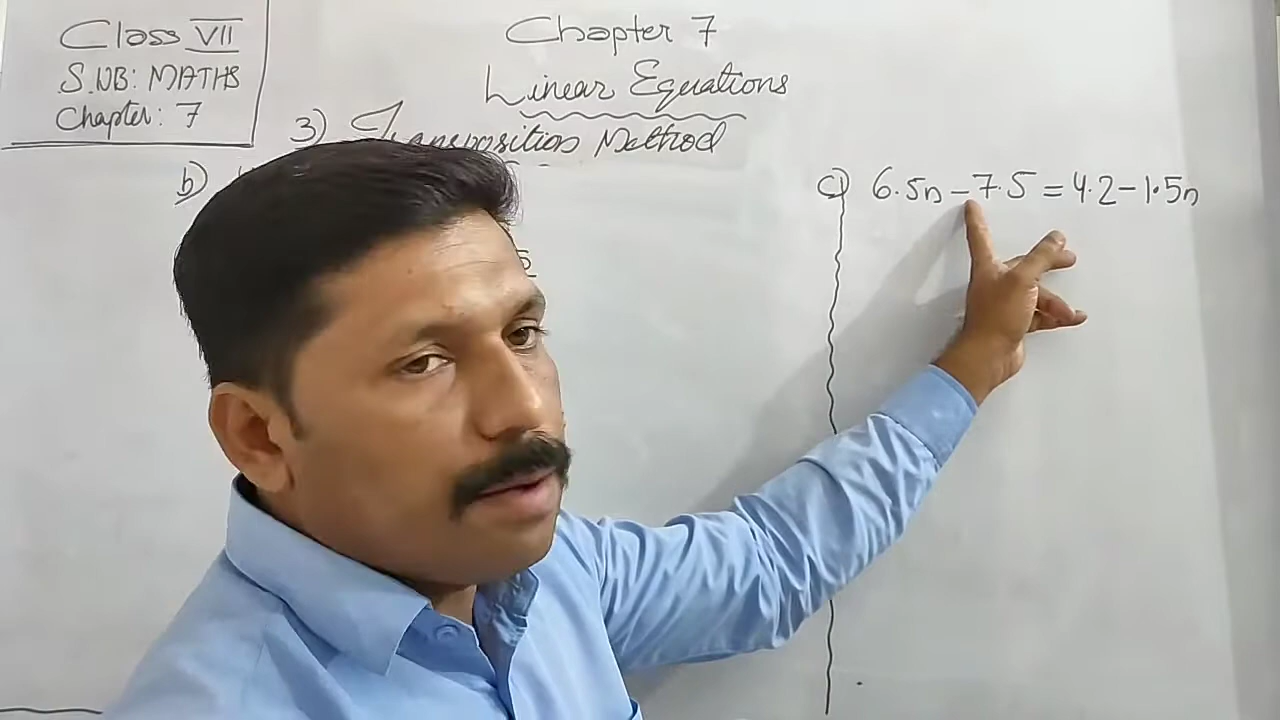 Class VII
S.NB: MATHS
Chapter: 7
Chapter 7
Linear Equations
3) Transposition Method
b)
5
c) 6.5n - 7.5 = 4.2 - 1.5n